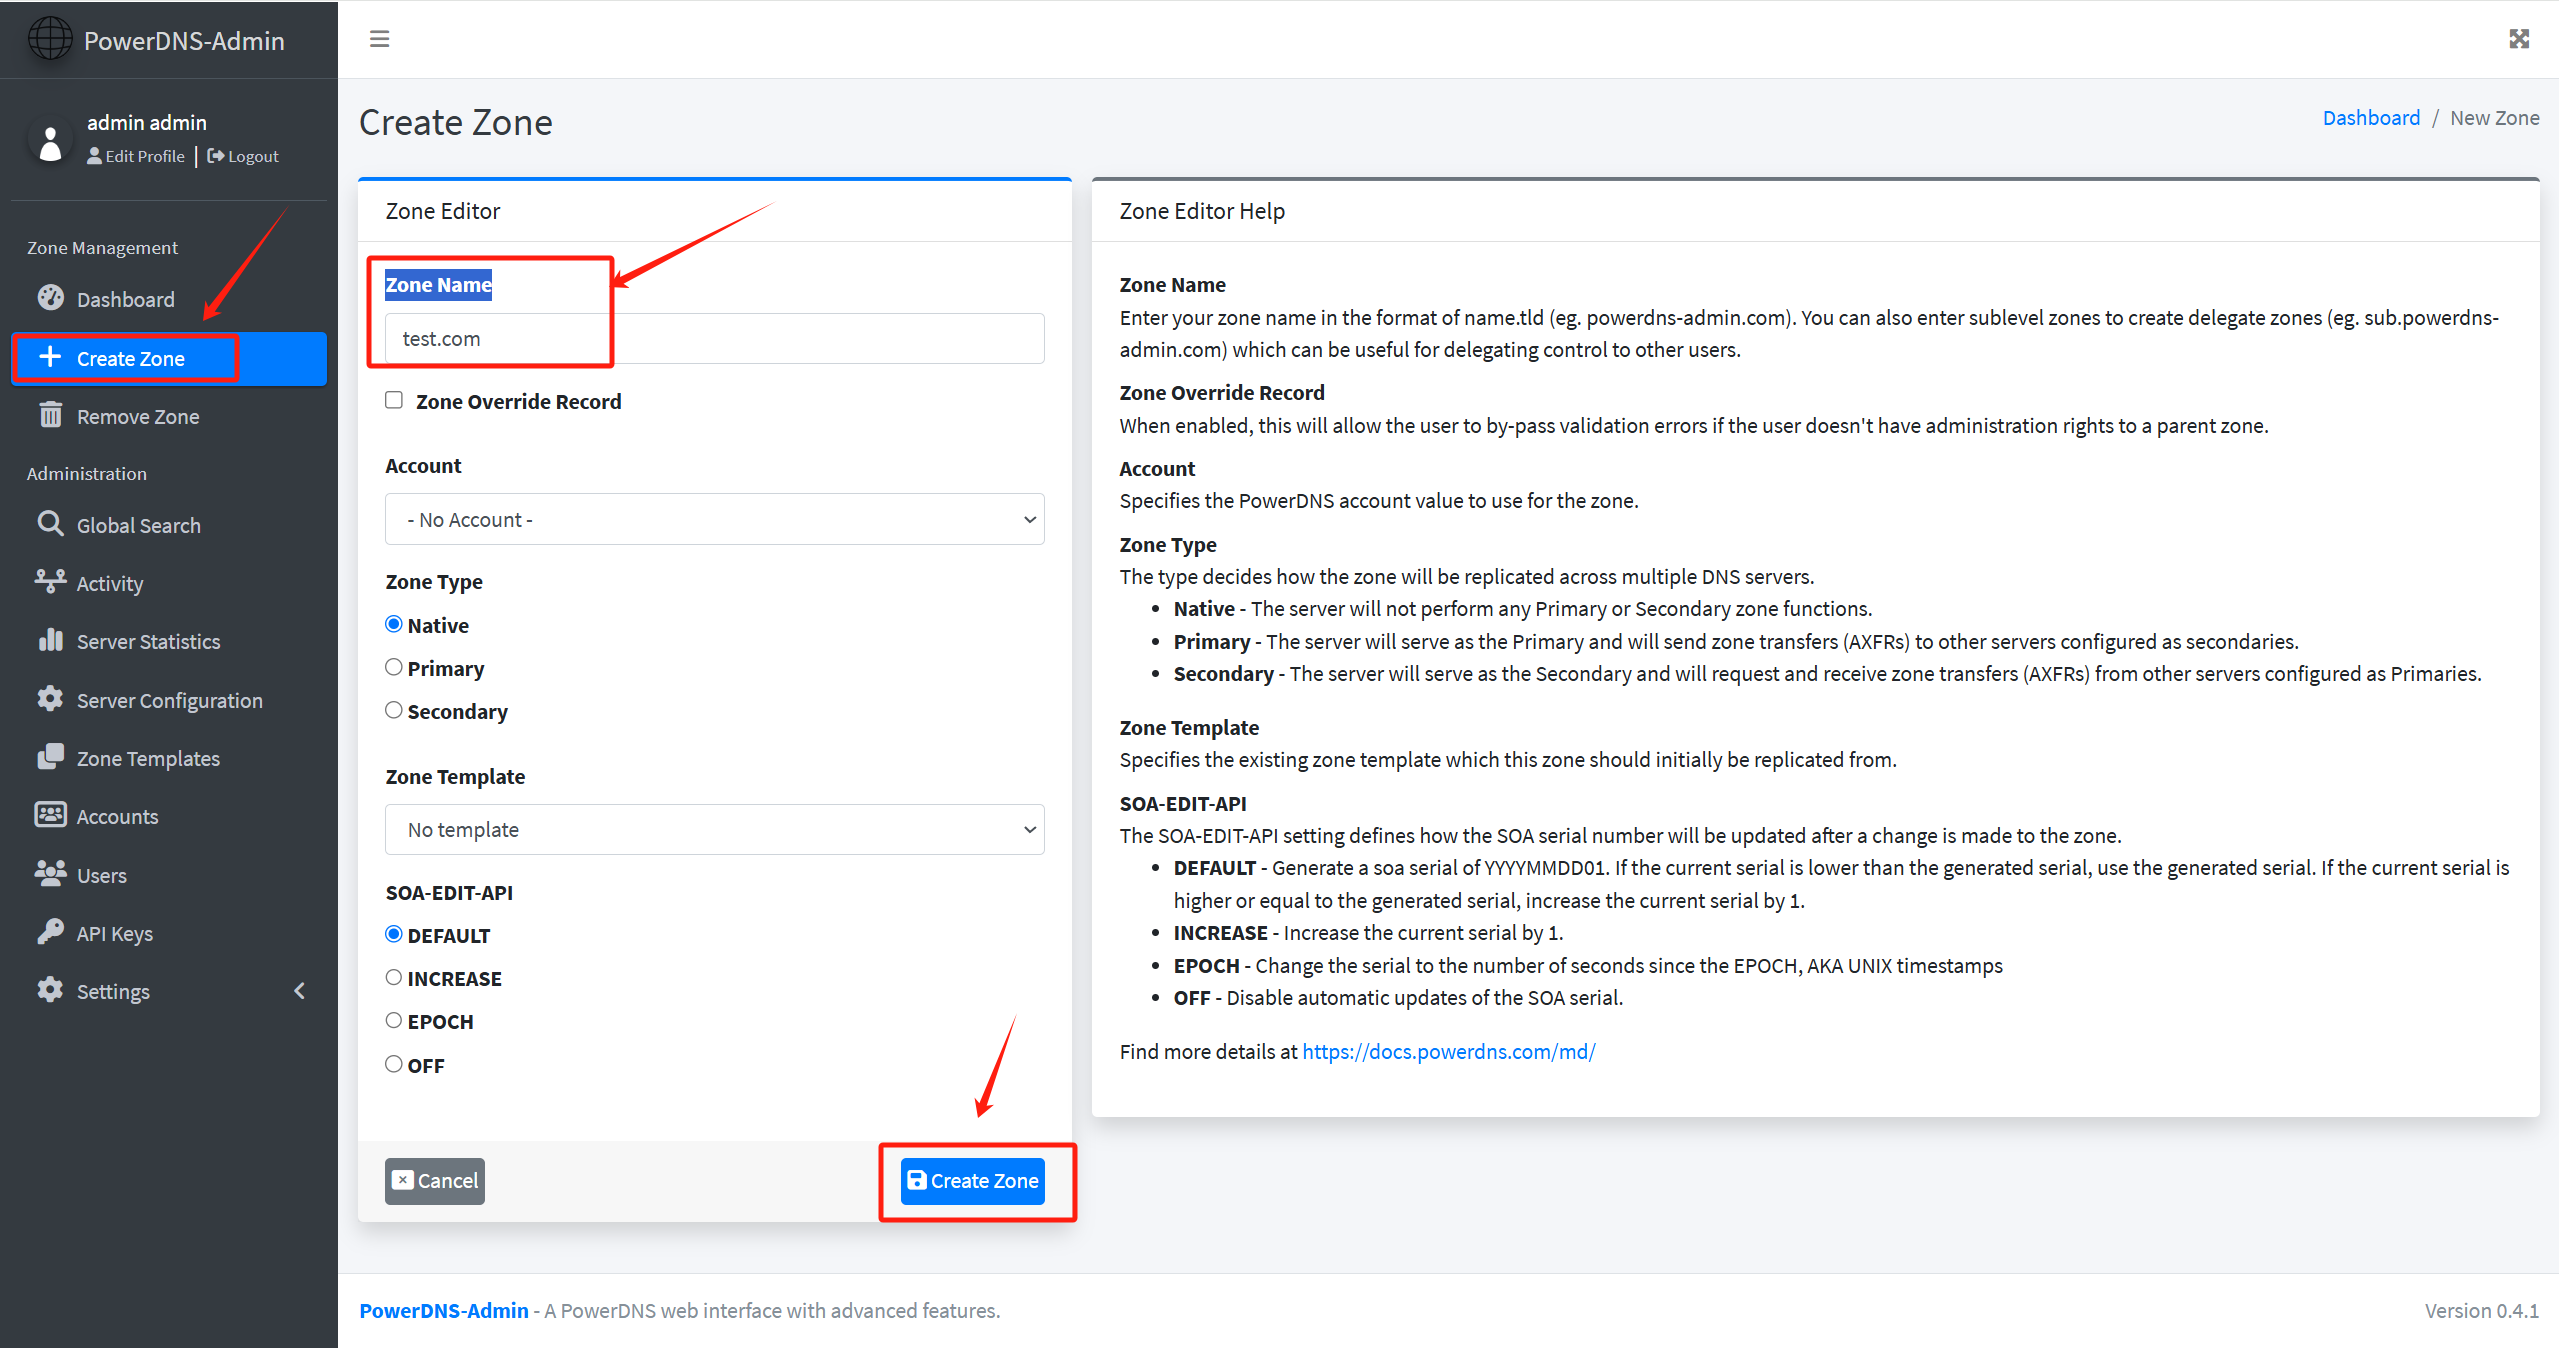 PowerDNS-Admin
admin admin
Edit Profile | Logout
Zone Management
Dashboard
Create Zone
Remove Zone
Administration
Global Search
Activity
Server Statistics
Server Configuration
Zone Templates
Accounts
Users
API Keys
Settings
Create Zone
Dashboard / New Zone
Zone Editor
Zone Name
test.com
Zone Override Record
Account
- No Account -
Zone Type
Native
Primary
Secondary
Zone Template
No template
SOA-EDIT-API
DEFAULT
INCREASE
EPOCH
OFF
Cancel
Create Zone
Zone Editor Help
Zone Name
Enter your zone name in the format of name.tld (eg. powerdns-admin.com). You can also enter sublevel zones to create delegate zones (eg. sub.powerdns-
admin.com) which can be useful for delegating control to other users.
Zone Override Record
When enabled, this will allow the user to by-pass validation errors if the user doesn't have administration rights to a parent zone.
Account
Specifies the PowerDNS account value to use for the zone.
Zone Type
The type decides how the zone will be replicated across multiple DNS servers.
• Native - The server will not perform any Primary or Secondary zone functions.
• Primary - The server will serve as the Primary and will send zone transfers (AXFRs) to other servers configured as secondaries.
• Secondary - The server will serve as the Secondary and will request and receive zone transfers (AXFRs) from other servers configured as Primaries.
Zone Template
Specifies the existing zone template which this zone should initially be replicated from.
SOA-EDIT-API
The SOA-EDIT-API setting defines how the SOA serial number will be updated after a change is made to the zone.
• DEFAULT - Generate a soa serial of YYYYMMDD01. If the current serial is lower than the generated serial, use the generated serial. If the current serial is
higher or equal to the generated serial, increase the current serial by 1.
• INCREASE - Increase the current serial by 1.
• EPOCH - Change the serial to the number of seconds since the EPOCH, AKA UNIX timestamps
• OFF - Disable automatic updates of the SOA serial.
Find more details at https://docs.powerdns.com/md/
PowerDNS-Admin - A PowerDNS web interface with advanced features.
Version 0.4.1